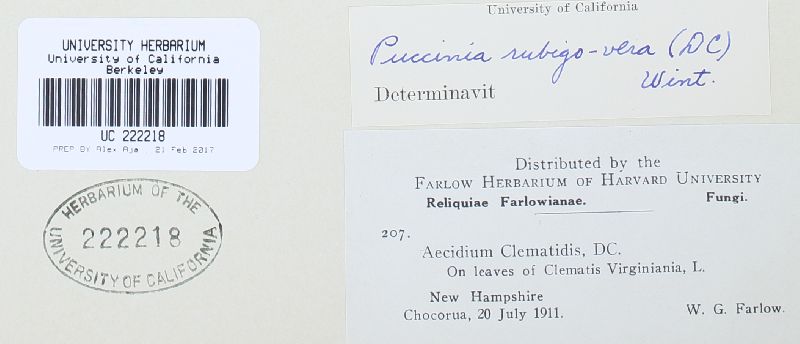 UNIVERSITY HERBARIUM
University of California
Berkeley
UC 222218
PREP BY Alex Aja 21 Feb 2017
HERBARIUM OF THE
222218
UNIVERSITY OF CALIFORNIA
University of California
Puccinia rubigo-vera (DC)
Wint.
Determinavit
Distributed by the
FARLOW HERBARIUM OF HARVARD UNIVERSITY
Reliquiae Farlowianae. Fungi.
207.
Aecidium Clematidis, DC.
On leaves of Clematis Virginiania, L.
New Hampshire
Chocorua, 20 July 1911. W. G. Farlow.